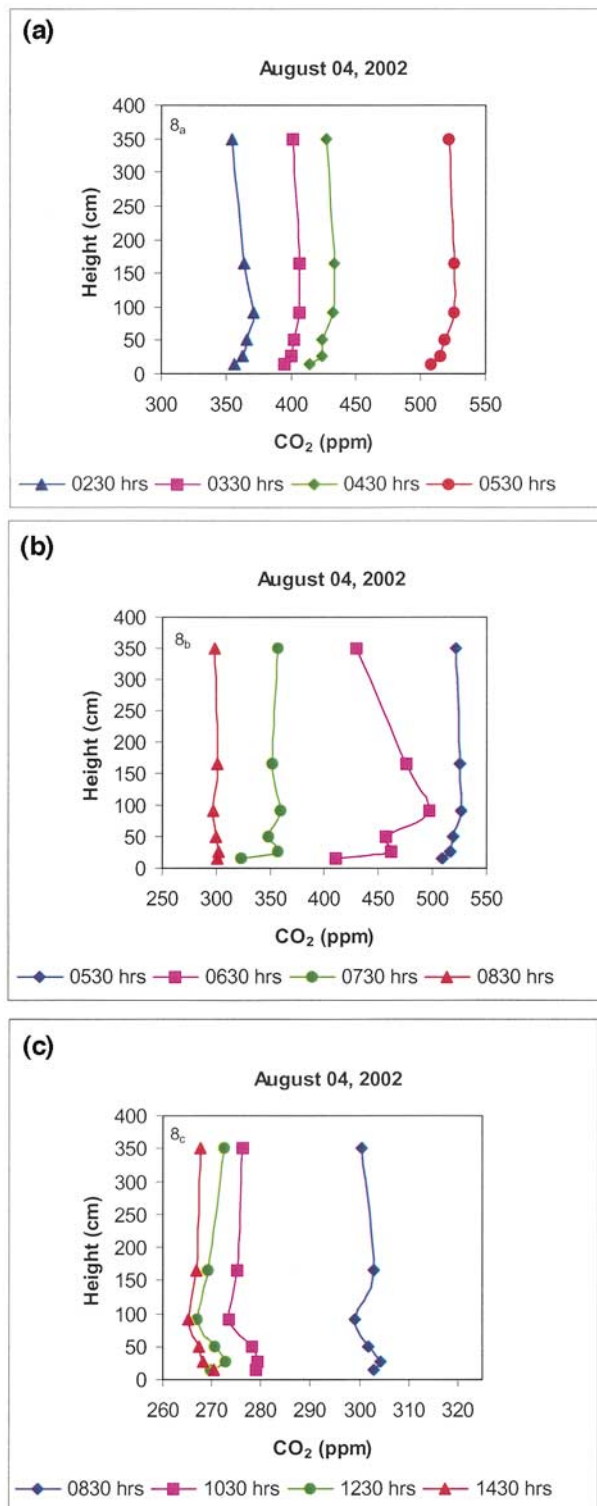 (a)
August 04, 2002
8a
400
350
300
250
200
150
100
50
0
Height (cm)
300 350 400 450 500 550
CO₂ (ppm)
0230 hrs 0330 hrs 0430 hrs 0530 hrs
(b)
August 04, 2002
8b
400
350
300
250
200
150
100
50
0
Height (cm)
250 300 350 400 450 500 550
CO₂ (ppm)
0530 hrs 0630 hrs 0730 hrs 0830 hrs
(c)
August 04, 2002
8c
400
350
300
250
200
150
100
50
0
Height (cm)
260 270 280 290 300 310 320
CO₂ (ppm)
0830 hrs 1030 hrs 1230 hrs 1430 hrs